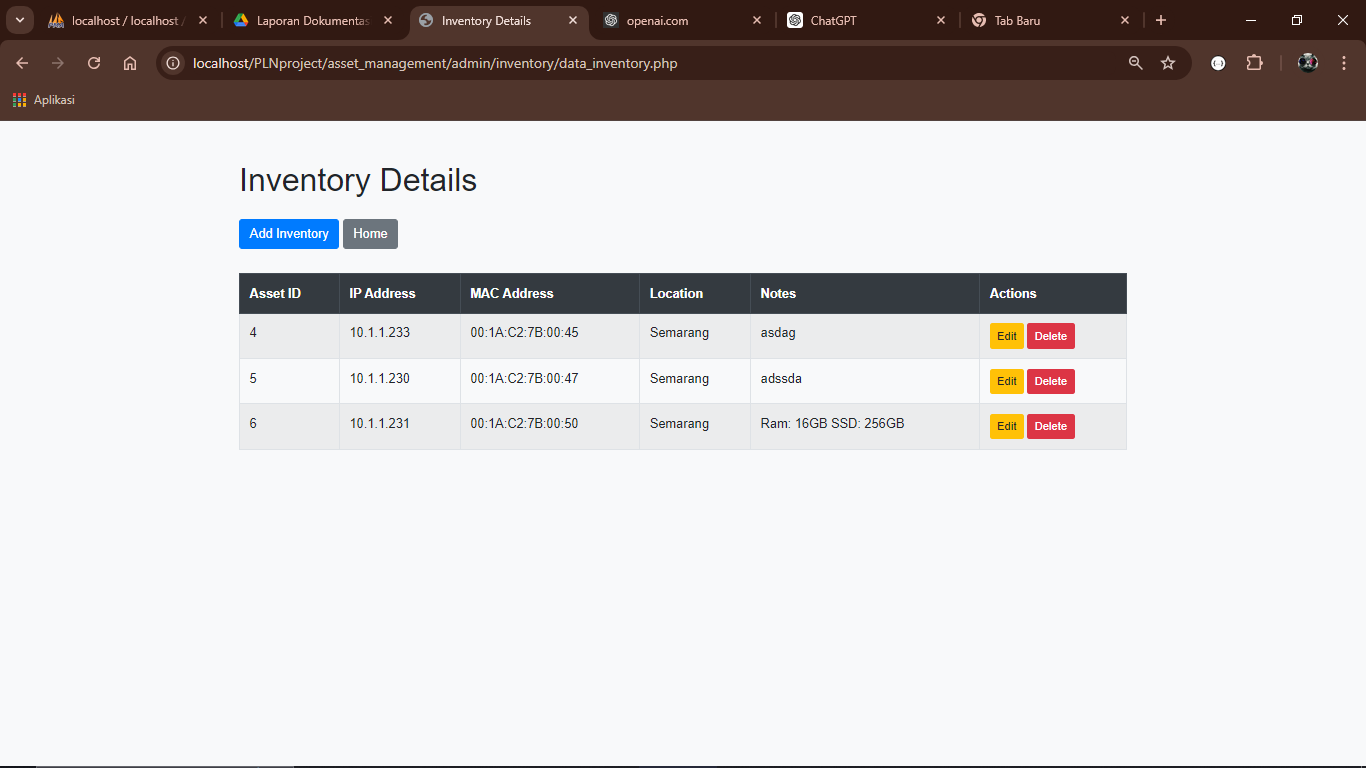 localhost / localhost /
Laporan Dokumentas
Inventory Details
openai.com
ChatGPT
Tab Baru
localhost/PLNproject/asset_management/admin/inventory/data_inventory.php
Aplikasi
Inventory Details
Add Inventory Home
Asset ID IP Address MAC Address Location Notes Actions
4 10.1.1.233 00:1A:C2:7B:00:45 Semarang asdag Edit Delete
5 10.1.1.230 00:1A:C2:7B:00:47 Semarang adssda Edit Delete
6 10.1.1.231 00:1A:C2:7B:00:50 Semarang Ram: 16GB SSD: 256GB Edit Delete